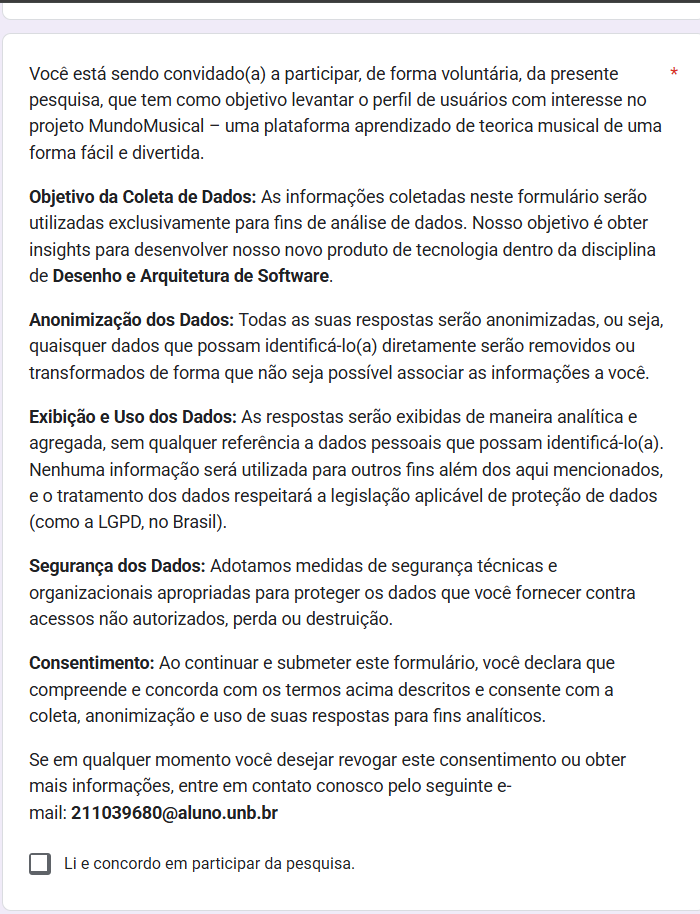 Você está sendo convidado(a) a participar, de forma voluntária, da presente *
pesquisa, que tem como objetivo levantar o perfil de usuários com interesse no
projeto MundoMusical – uma plataforma aprendizado de teorica musical de uma
forma fácil e divertida.
Objetivo da Coleta de Dados: As informações coletadas neste formulário serão
utilizadas exclusivamente para fins de análise de dados. Nosso objetivo é obter
insights para desenvolver nosso novo produto de tecnologia dentro da disciplina
de Desenho e Arquitetura de Software.
Anonimização dos Dados: Todas as suas respostas serão anonimizadas, ou seja,
quaisquer dados que possam identificá-lo(a) diretamente serão removidos ou
transformados de forma que não seja possível associar as informações a você.
Exibição e Uso dos Dados: As respostas serão exibidas de maneira analítica e
agregada, sem qualquer referência a dados pessoais que possam identificá-lo(a).
Nenhuma informação será utilizada para outros fins além dos aqui mencionados,
e o tratamento dos dados respeitará a legislação aplicável de proteção de dados
(como a LGPD, no Brasil).
Segurança dos Dados: Adotamos medidas de segurança técnicas e
organizacionais apropriadas para proteger os dados que você fornecer contra
acessos não autorizados, perda ou destruição.
Consentimento: Ao continuar e submeter este formulário, você declara que
compreende e concorda com os termos acima descritos e consente com a
coleta, anonimização e uso de suas respostas para fins analíticos.
Se em qualquer momento você desejar revogar este consentimento ou obter
mais informações, entre em contato conosco pelo seguinte e-
mail: 211039680@aluno.unb.br
Li e concordo em participar da pesquisa.